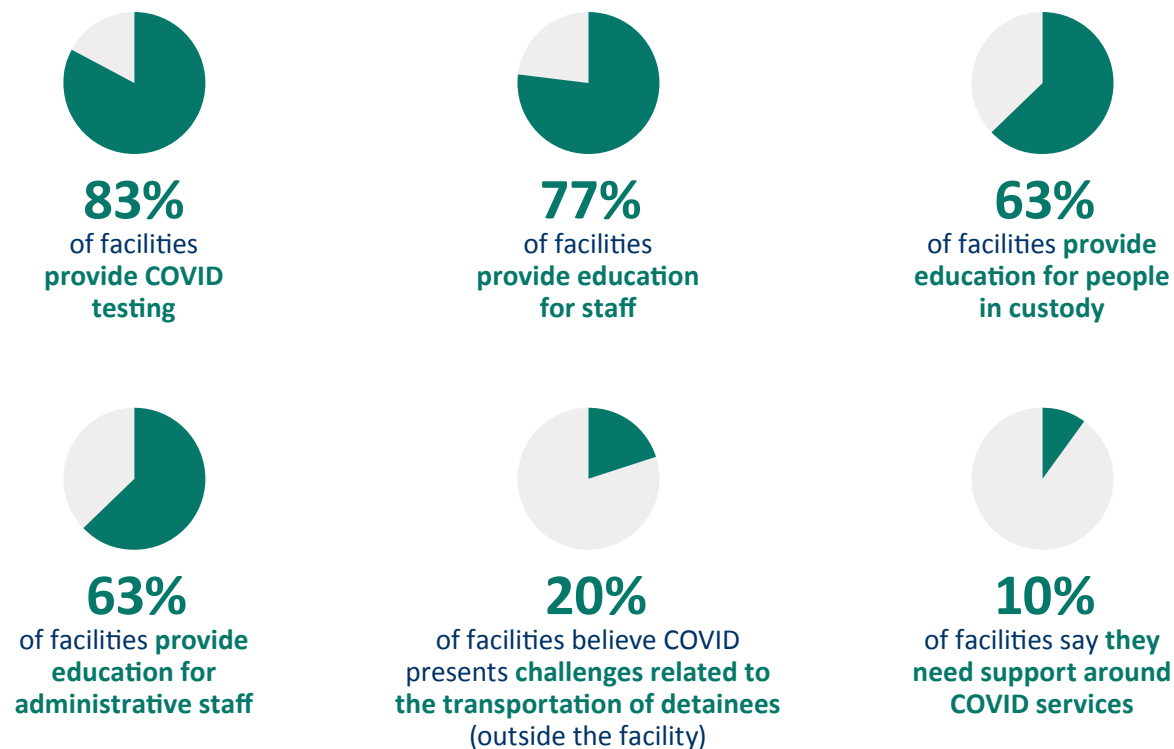 83%
of facilities
provide COVID
testing
77%
of facilities
provide education
for staff
63%
of facilities provide
education for people
in custody
63%
of facilities provide
education for
administrative staff
20%
of facilities believe COVID
presents challenges related to
the transportation of detainees
(outside the facility)
10%
of facilities say they
need support around
COVID services